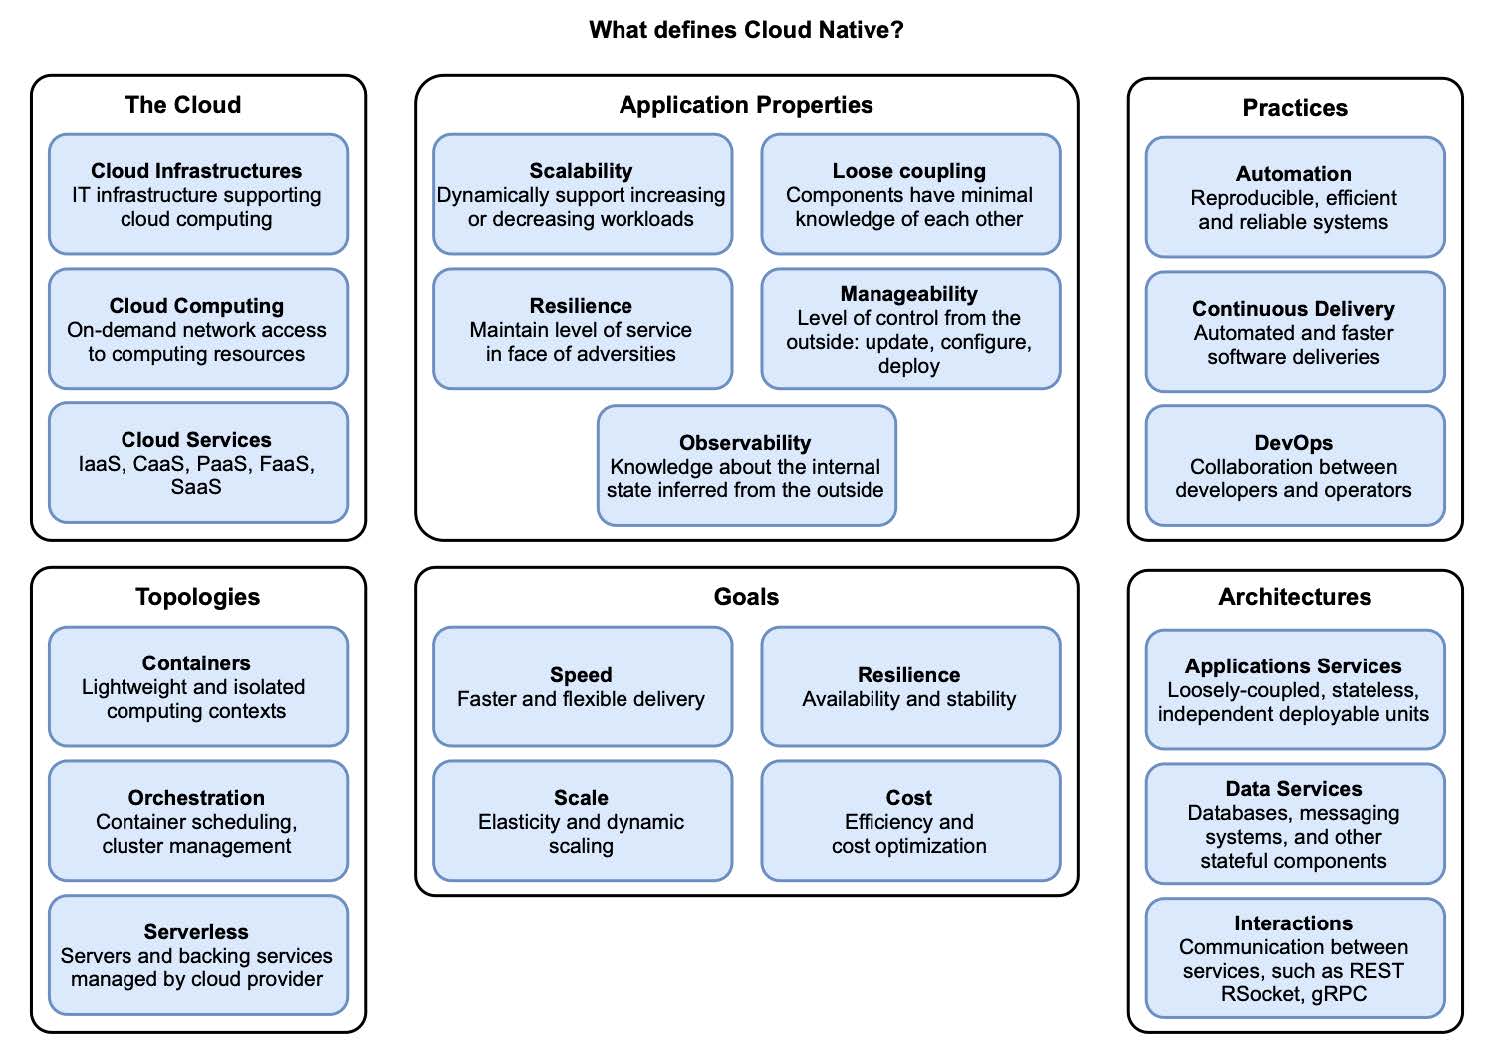 What defines Cloud Native?
The Cloud
Cloud Infrastructures
IT infrastructure supporting
cloud computing
Cloud Computing
On-demand network access
to computing resources
Cloud Services
IaaS, CaaS, PaaS, FaaS,
SaaS
Application Properties
Scalability
Dynamically support increasing
or decreasing workloads
Loose coupling
Components have minimal
knowledge of each other
Resilience
Maintain level of service
in face of adversities
Manageability
Level of control from the
outside: update, configure,
deploy
Observability
Knowledge about the internal
state inferred from the outside
Practices
Automation
Reproducible, efficient
and reliable systems
Continuous Delivery
Automated and faster
software deliveries
DevOps
Collaboration between
developers and operators
Topologies
Containers
Lightweight and isolated
computing contexts
Orchestration
Container scheduling,
cluster management
Serverless
Servers and backing services
managed by cloud provider
Goals
Speed
Faster and flexible delivery
Resilience
Availability and stability
Scale
Elasticity and dynamic
scaling
Cost
Efficiency and
cost optimization
Architectures
Applications Services
Loosely-coupled, stateless,
independent deployable units
Data Services
Databases, messaging
systems, and other
stateful components
Interactions
Communication between
services, such as REST
RSocket, gRPC